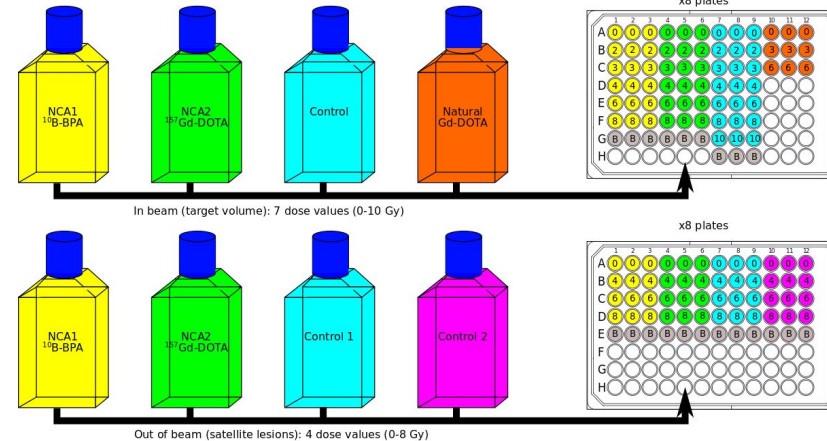 x8 plates
NCA1
¹⁰B-BPA
NCA2
¹⁵⁷Gd-DOTA
Control
Natural
Gd-DOTA
1 2 3 4 5 6 7 8 9 10 11 12
A 0 0 0 0 0 0 0 0 0 0 0 0
B 2 2 2 2 2 2 2 2 2 3 3 3
C 3 3 3 3 3 3 3 3 3 6 6 6
D 4 4 4 4 4 4 4 4 4
E 6 6 6 6 6 6 6 6 6
F 8 8 8 8 8 8 8 8 8
G B B B B B B 10 10 10
H B B B
In beam (target volume): 7 dose values (0-10 Gy)
x8 plates
NCA1
¹⁰B-BPA
NCA2
¹⁵⁷Gd-DOTA
Control 1
Control 2
1 2 3 4 5 6 7 8 9 10 11 12
A 0 0 0 0 0 0 0 0 0 0 0 0
B 4 4 4 4 4 4 4 4 4 4 4 4
C 6 6 6 6 6 6 6 6 6 6 6 6
D 8 8 8 8 8 8 8 8 8 8 8 8
E B B B B B B B B B B B B
F
G
H
Out of beam (satellite lesions): 4 dose values (0-8 Gy)